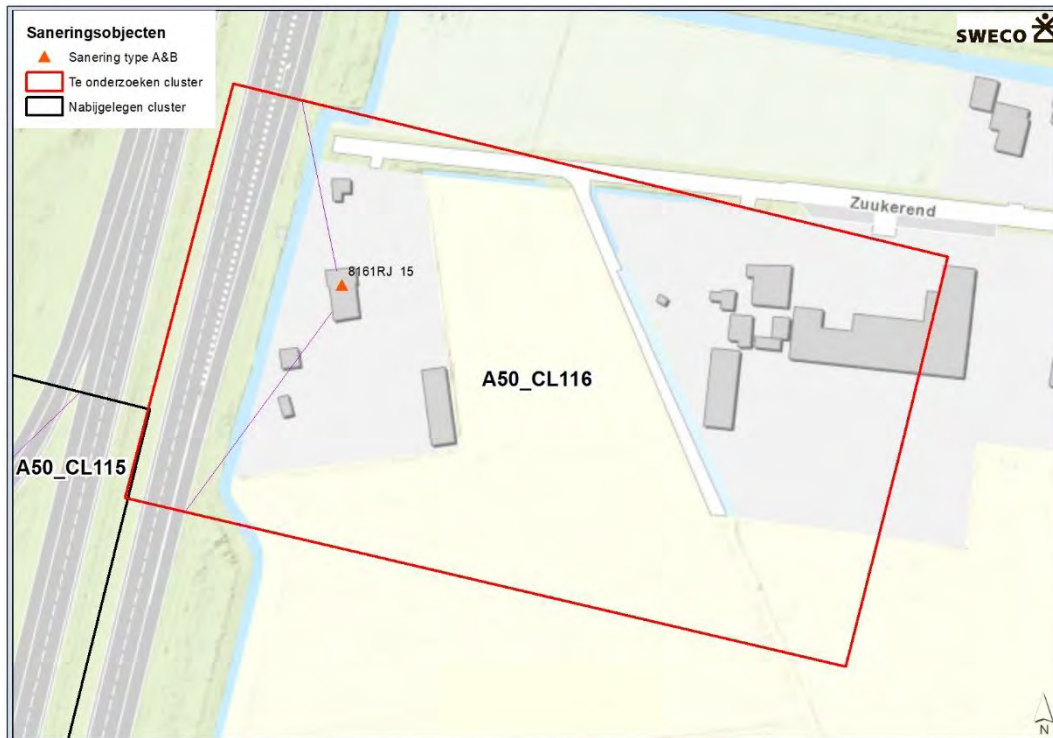 Saneringsobjecten
Sanering type A&B
Te onderzoeken cluster
Nabijgelegen cluster
SWECO
Zuukerend
8161RJ 15
A50_CL116
A50_CL115
N